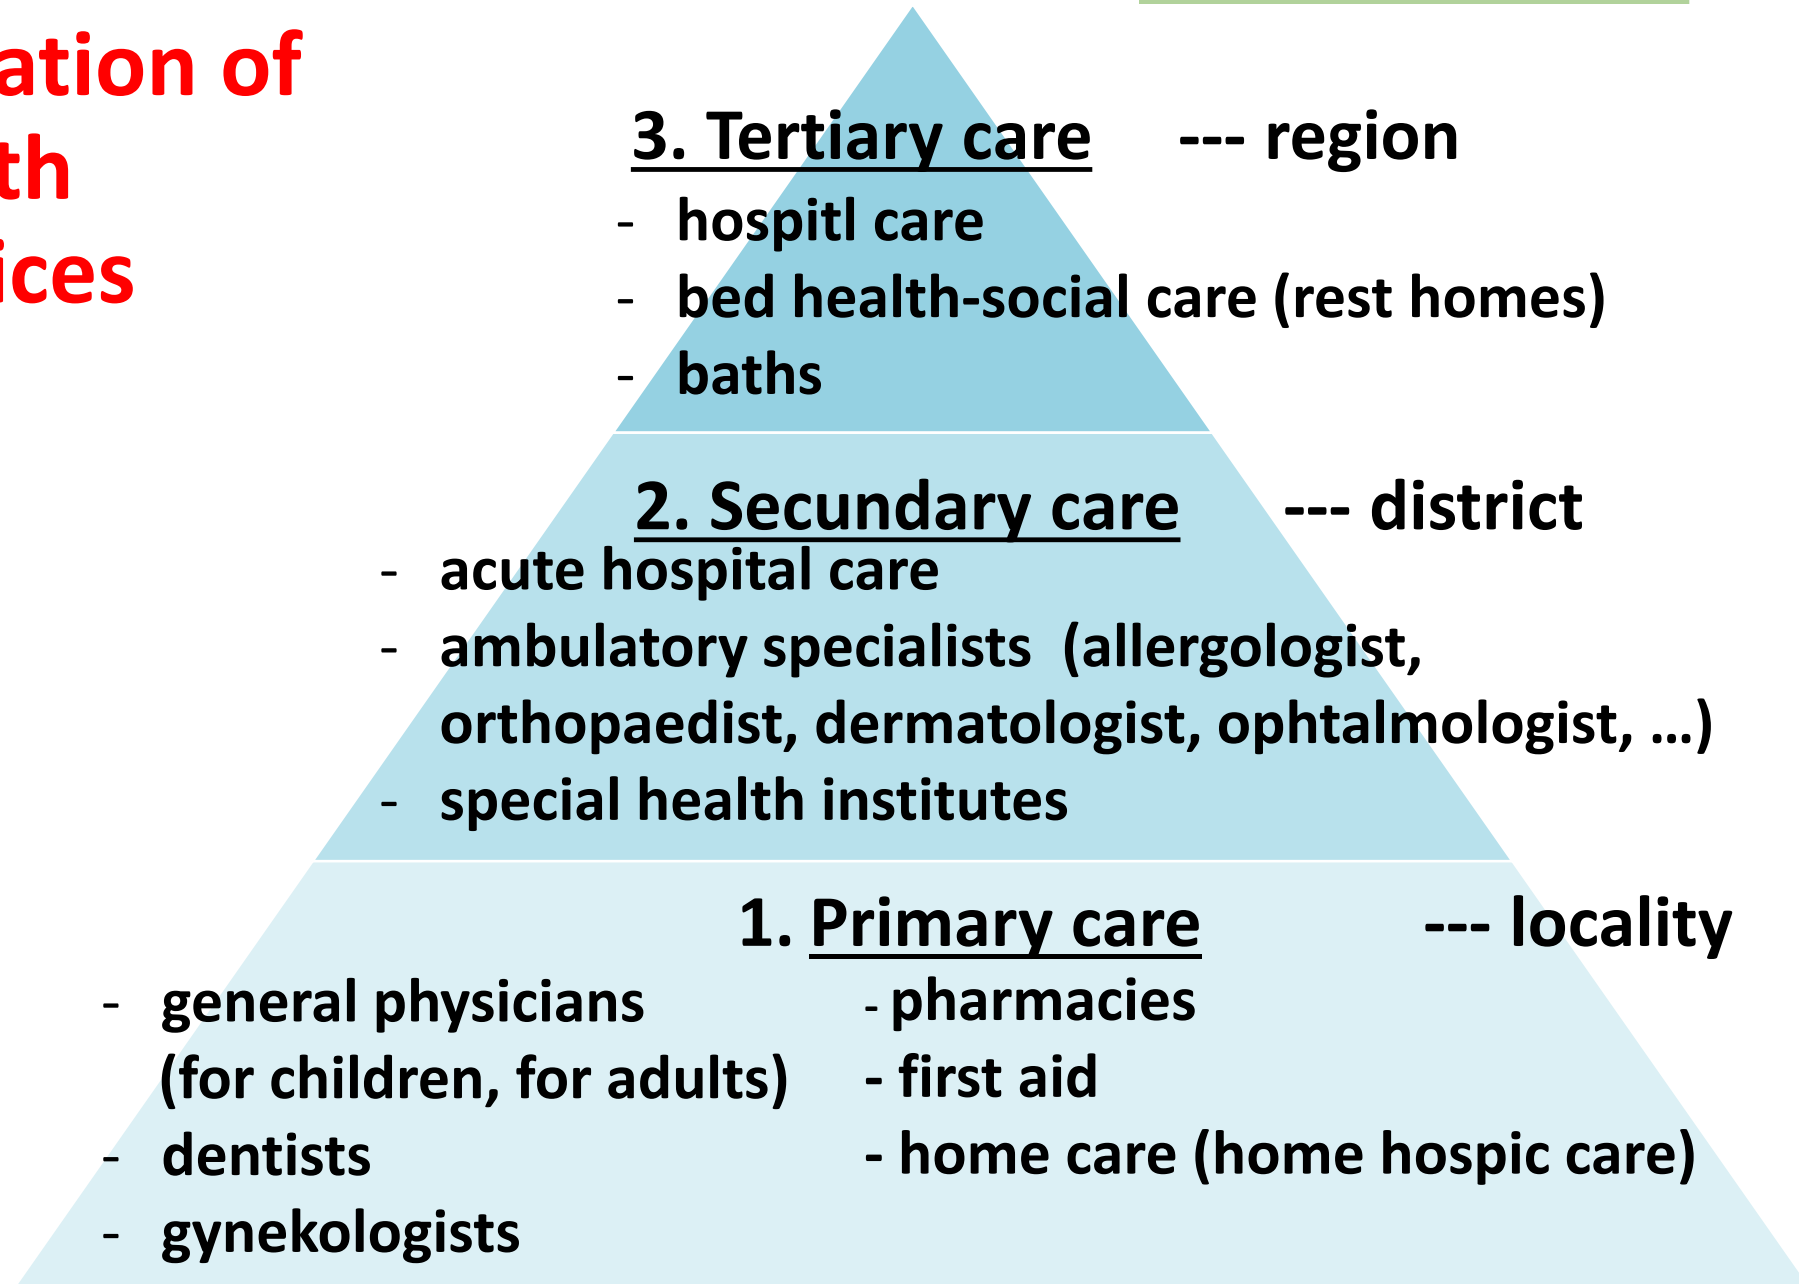 ation of
th
ices
3. Tertiary care --- region
- hospitl care
- bed health-social care (rest homes)
- baths
2. Secundary care --- district
- acute hospital care
- ambulatory specialists (allergologist,
orthopaedist, dermatologist, ophtalmologist, ...)
- special health institutes
1. Primary care --- locality
- general physicians
(for children, for adults)
- dentists
- gynekologists
- pharmacies
- first aid
- home care (home hospic care)